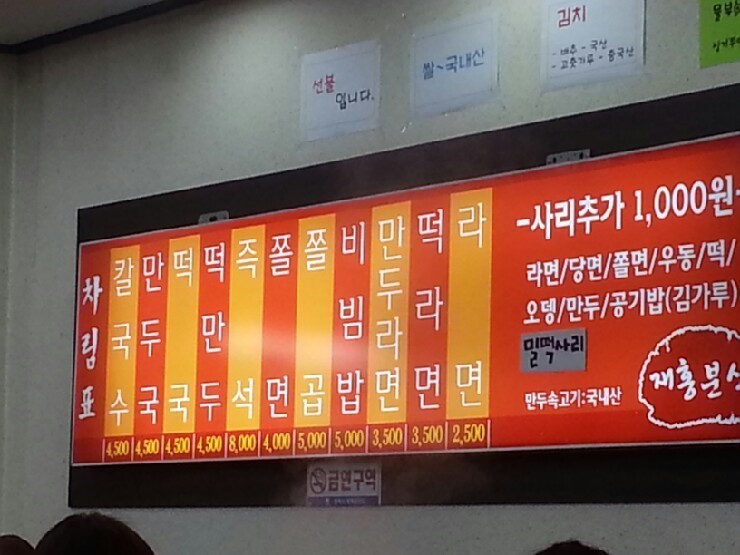 선불
입니다.
쌀~국내산
김치
- 배추 - 국산
- 고춧가루 - 중국산
차림표
칼국수 4,500
만두국 4,500
떡국 4,500
떡만두 4,500
즉석 8,000
쫄면 4,000
쫄곱 5,000
비빔밥 5,000
만두라면 3,500
떡라면 3,500
라면 2,500
-사리추가 1,000원-
라면/당면/쫄면/우동/떡/
오뎅/만두/공기밥(김가루)
밀떡사리
만두속고기:국내산
재흥분식
금연구역